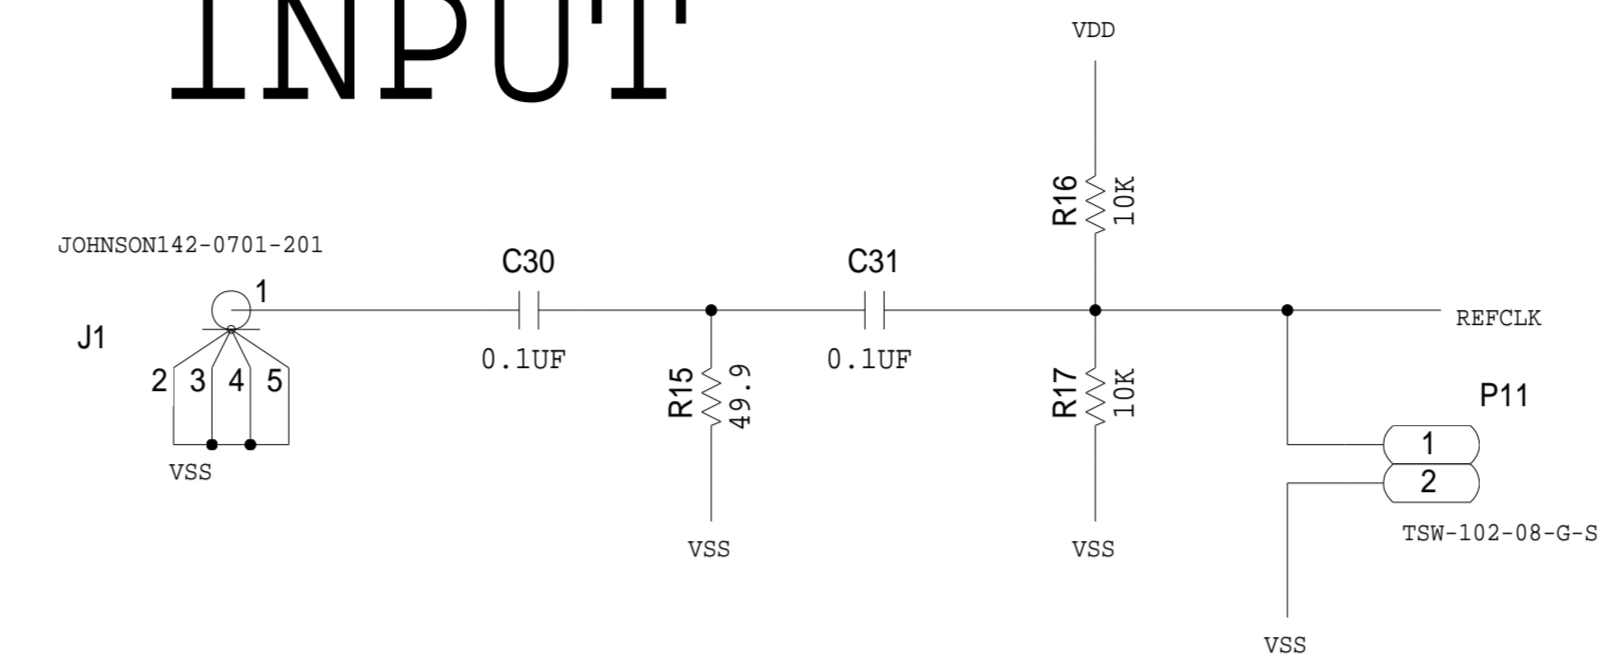 INPUT
VDD
R16
10K
JOHNSON142-0701-201
1
C30
C31
J1
REFCLK
0.1UF
0.1UF
2 3 4 5
R15
49.9
R17
10K
P11
1
2
VSS
VSS
VSS
TSW-102-08-G-S
VSS